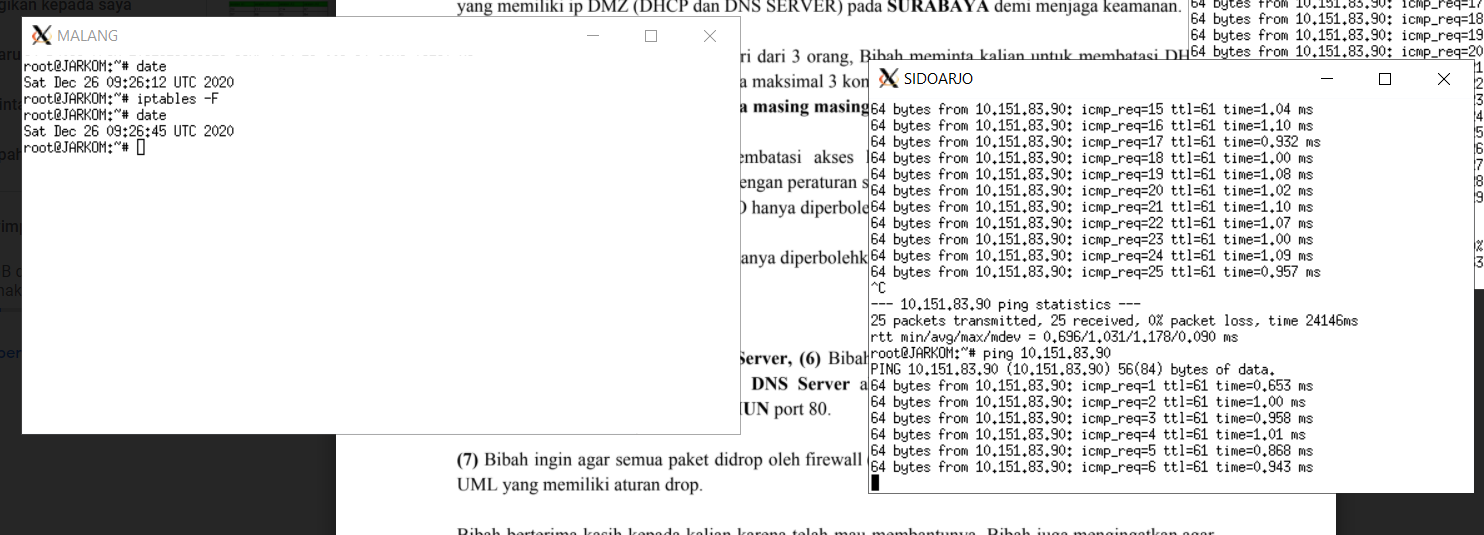 gikan kepada saya
yang memiliki ip DMZ (DHCP dan DNS SERVER) pada SURABAYA demi menjaga keamanan.
64 bytes from 10.151.83.90: icmp_req=18
64 bytes from 10.151.83.90: icmp_req=19
64 bytes from 10.151.83.90: icmp_req=20
MALANG
root@JARKOM:~# date
Sat Dec 26 09:26:12 UTC 2020
root@JARKOM:~# iptables -F
root@JARKOM:~# date
Sat Dec 26 09:26:45 UTC 2020
root@JARKOM:~#
ri dari 3 orang, Bibah meminta kalian untuk membatasi DH
a maksimal 3 kon
a masing masing
embatasi akses
engan peraturan s
O hanya diperbole
anya diperbolehk
Server, (6) Bibah
DNS Server a
UN port 80.
(7) Bibah ingin agar semua paket didrop oleh firewall
UML yang memiliki aturan drop.
Bibah berterima kasih kepada kalian karena telah mau membantunya. Bibah juga mengingatkan agar
SIDOARJO
64 bytes from 10.151.83.90: icmp_req=15 ttl=61 time=1.04 ms
64 bytes from 10.151.83.90: icmp_req=16 ttl=61 time=1.10 ms
64 bytes from 10.151.83.90: icmp_req=17 ttl=61 time=0.932 ms
64 bytes from 10.151.83.90: icmp_req=18 ttl=61 time=1.00 ms
64 bytes from 10.151.83.90: icmp_req=19 ttl=61 time=1.08 ms
64 bytes from 10.151.83.90: icmp_req=20 ttl=61 time=1.02 ms
64 bytes from 10.151.83.90: icmp_req=21 ttl=61 time=1.10 ms
64 bytes from 10.151.83.90: icmp_req=22 ttl=61 time=1.07 ms
64 bytes from 10.151.83.90: icmp_req=23 ttl=61 time=1.00 ms
64 bytes from 10.151.83.90: icmp_req=24 ttl=61 time=1.09 ms
64 bytes from 10.151.83.90: icmp_req=25 ttl=61 time=0.957 ms
^C
--- 10.151.83.90 ping statistics ---
25 packets transmitted, 25 received, 0% packet loss, time 24146ms
rtt min/avg/max/mdev = 0.696/1.031/1.178/0.090 ms
root@JARKOM:~# ping 10.151.83.90
PING 10.151.83.90 (10.151.83.90) 56(84) bytes of data.
64 bytes from 10.151.83.90: icmp_req=1 ttl=61 time=0.653 ms
64 bytes from 10.151.83.90: icmp_req=2 ttl=61 time=1.00 ms
64 bytes from 10.151.83.90: icmp_req=3 ttl=61 time=0.958 ms
64 bytes from 10.151.83.90: icmp_req=4 ttl=61 time=1.01 ms
64 bytes from 10.151.83.90: icmp_req=5 ttl=61 time=0.868 ms
64 bytes from 10.151.83.90: icmp_req=6 ttl=61 time=0.943 ms